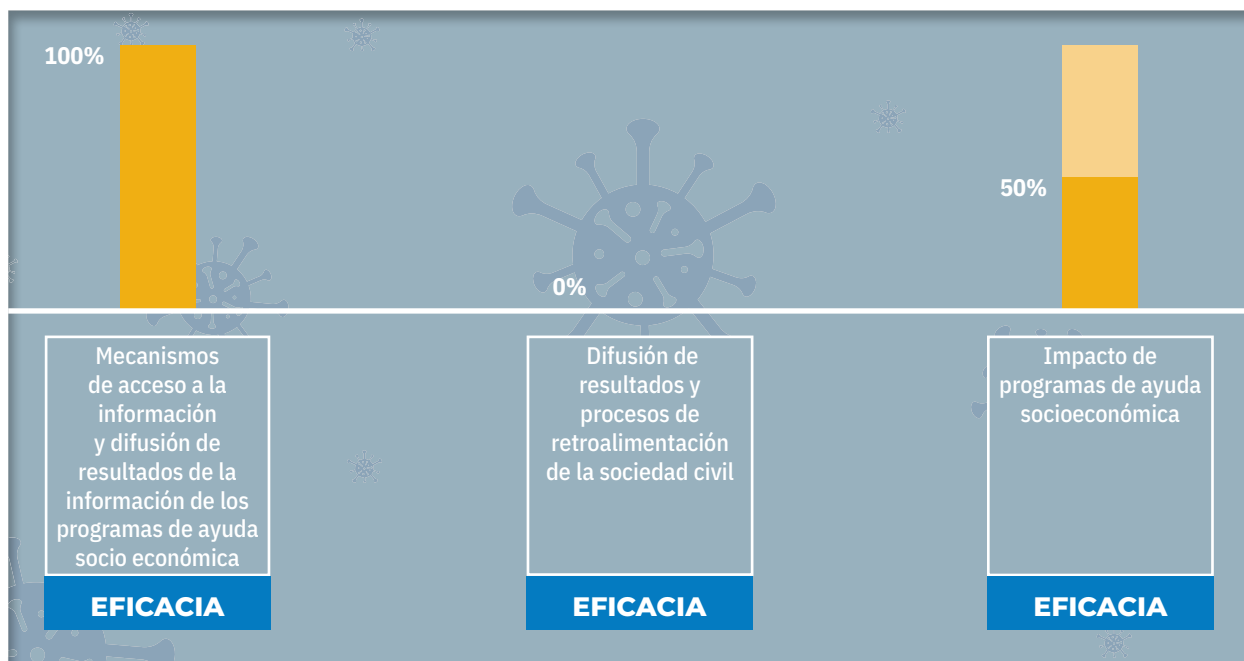 100%
0%
50%
Mecanismos
de acceso a la
información
y difusión de
resultados de la
información de los
programas de ayuda
socio económica
EFICACIA
Difusión de
resultados y
procesos de
retroalimentación
de la sociedad civil
EFICACIA
Impacto de
programas de ayuda
socioeconómica
EFICACIA